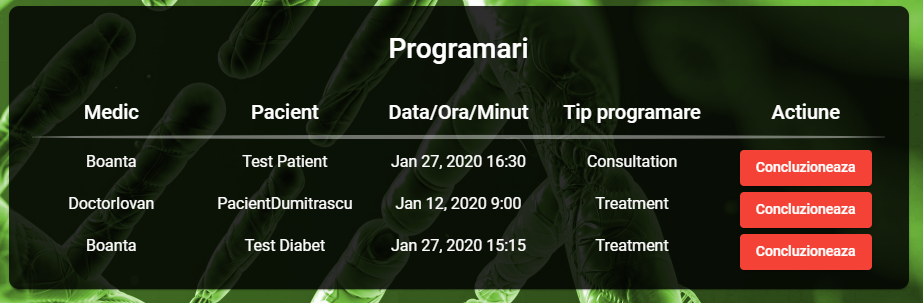 Programari
Medic Pacient Data/Ora/Minut Tip programare Actiune
Boanta Test Patient Jan 27, 2020 16:30 Consultation Concluzioneaza
DoctorIovan PacientDumitrascu Jan 12, 2020 9:00 Treatment Concluzioneaza
Boanta Test Diabet Jan 27, 2020 15:15 Treatment Concluzioneaza